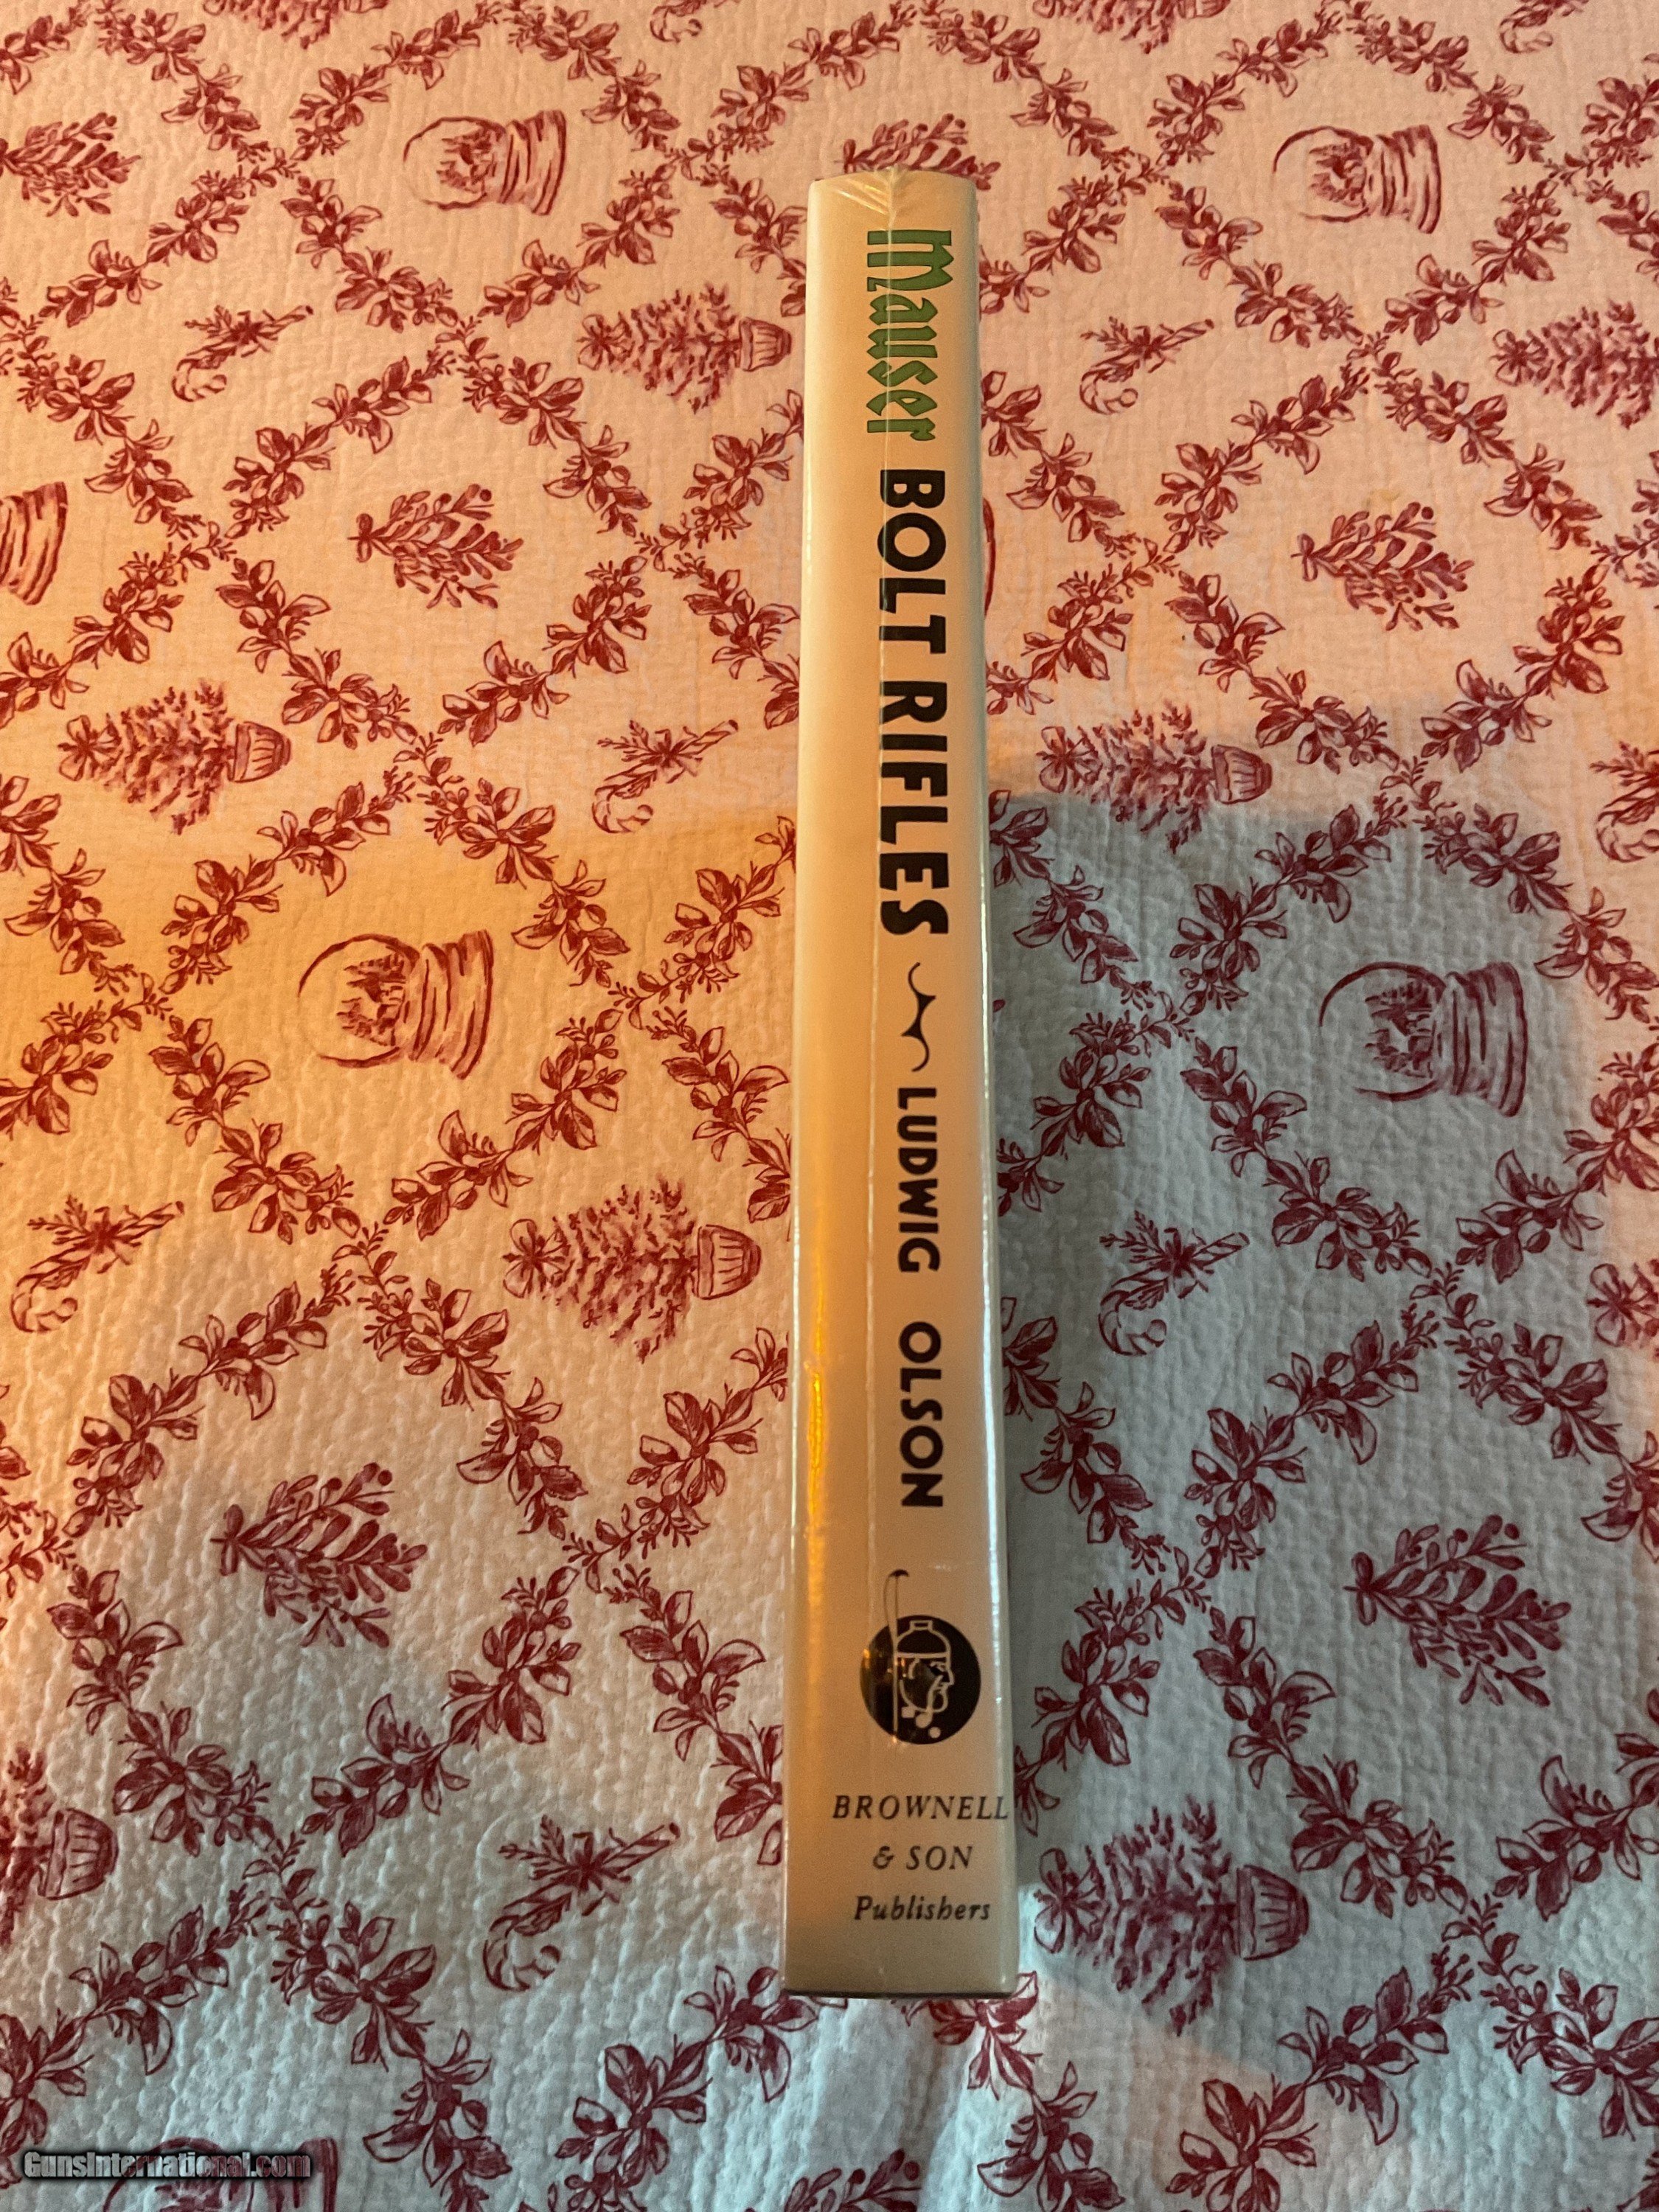 Mauser BOLT RIFLES LUDWIG OLSON
BROWNELL
& SON
Publishers
GunsInternational.com